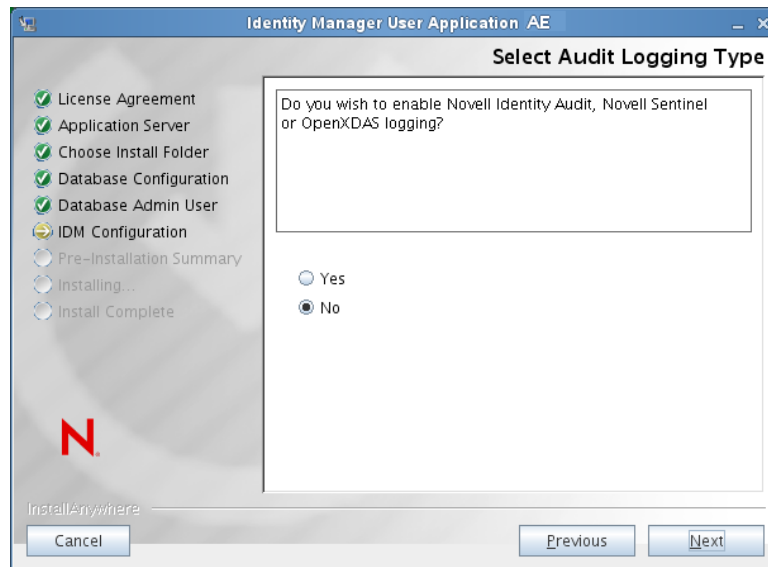 Identity Manager User Application AE
Select Audit Logging Type
License Agreement
Application Server
Choose Install Folder
Database Configuration
Database Admin User
IDM Configuration
Pre-Installation Summary
Installing...
Install Complete
Do you wish to enable Novell Identity Audit, Novell Sentinel
or OpenXDAS logging?
Yes
No
N
InstallAnywhere
Cancel
Previous
Next